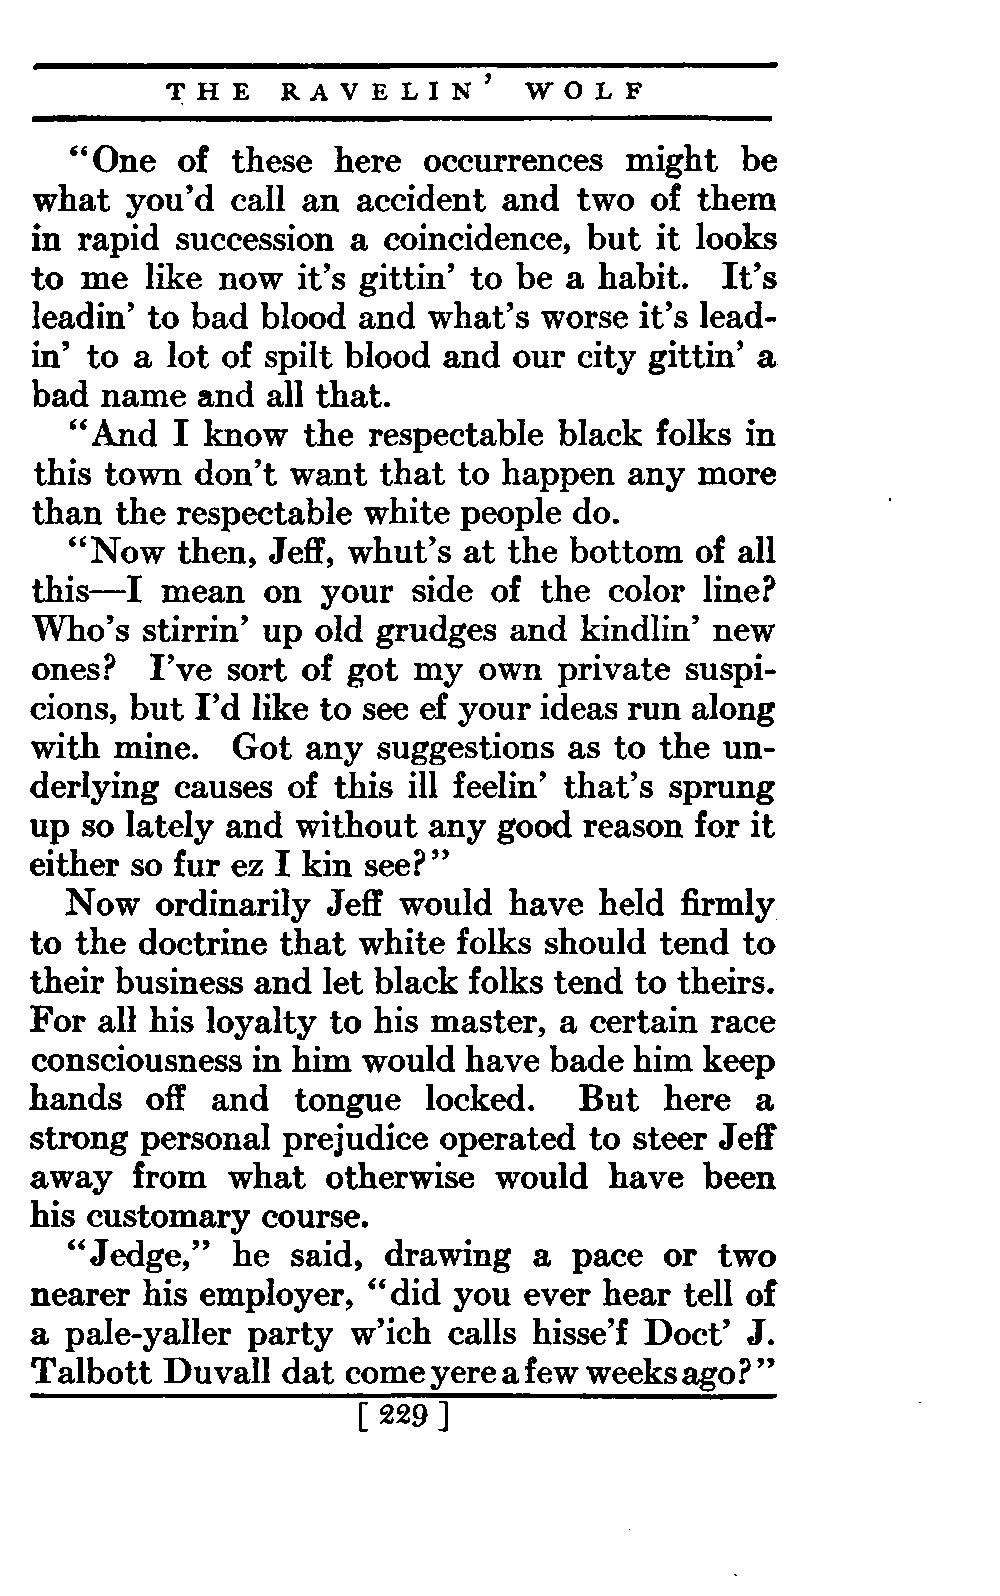 THE RAVELIN' WOLF
“One of these here occurrences might be
what you'd call an accident and two of them
in rapid succession a coincidence, but it looks
to me like now it's gittin' to be a habit. It's
leadin' to bad blood and what's worse it's lead-
in' to a lot of spilt blood and our city gittin' a
bad name and all that.
“And I know the respectable black folks in
this town don't want that to happen any more
than the respectable white people do.
“Now then, Jeff, whut's at the bottom of all
this—I mean on your side of the color line?
Who's stirrin' up old grudges and kindlin' new
ones? I've sort of got my own private suspi-
cions, but I'd like to see ef your ideas run along
with mine. Got any suggestions as to the un-
derlying causes of this ill feelin' that's sprung
up so lately and without any good reason for it
either so fur ez I kin see?”
Now ordinarily Jeff would have held firmly
to the doctrine that white folks should tend to
their business and let black folks tend to theirs.
For all his loyalty to his master, a certain race
consciousness in him would have bade him keep
hands off and tongue locked. But here a
strong personal prejudice operated to steer Jeff
away from what otherwise would have been
his customary course.
“Jedge,” he said, drawing a pace or two
nearer his employer, “did you ever hear tell of
a pale-yaller party w'ich calls hisse'f Doct' J.
Talbott Duvall dat come yere a few weeks ago?”
[ 229 ]